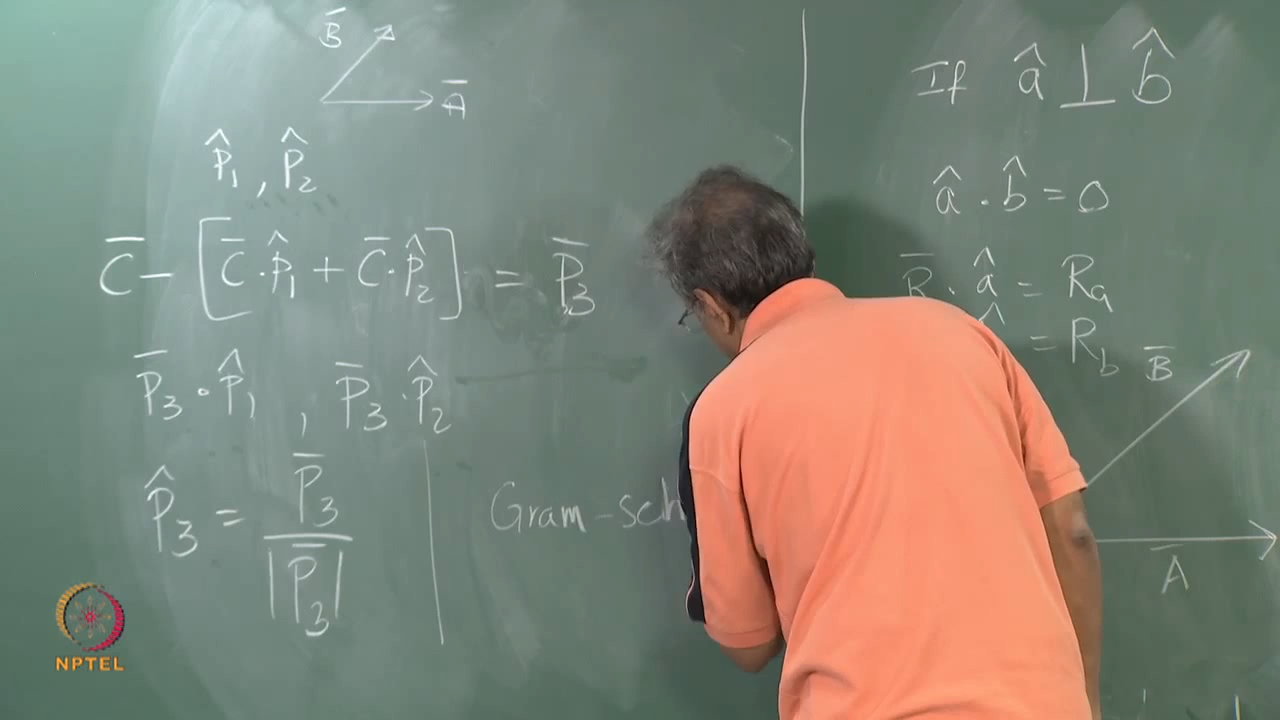 B̅
A̅
p̂₁, p̂₂
C̅ - [C̅·p̂₁ + C̅·p̂₂] = P̅₃
P̅₃·P̂₁, P̅₃·P̂₂
P̂₃ = P̅₃ / |P̅₃|
Gram-sch
If â ⊥ b̂
â·b̂ = 0
R̅·â = Rₐ
= R_b
B̅
A̅
NPTEL